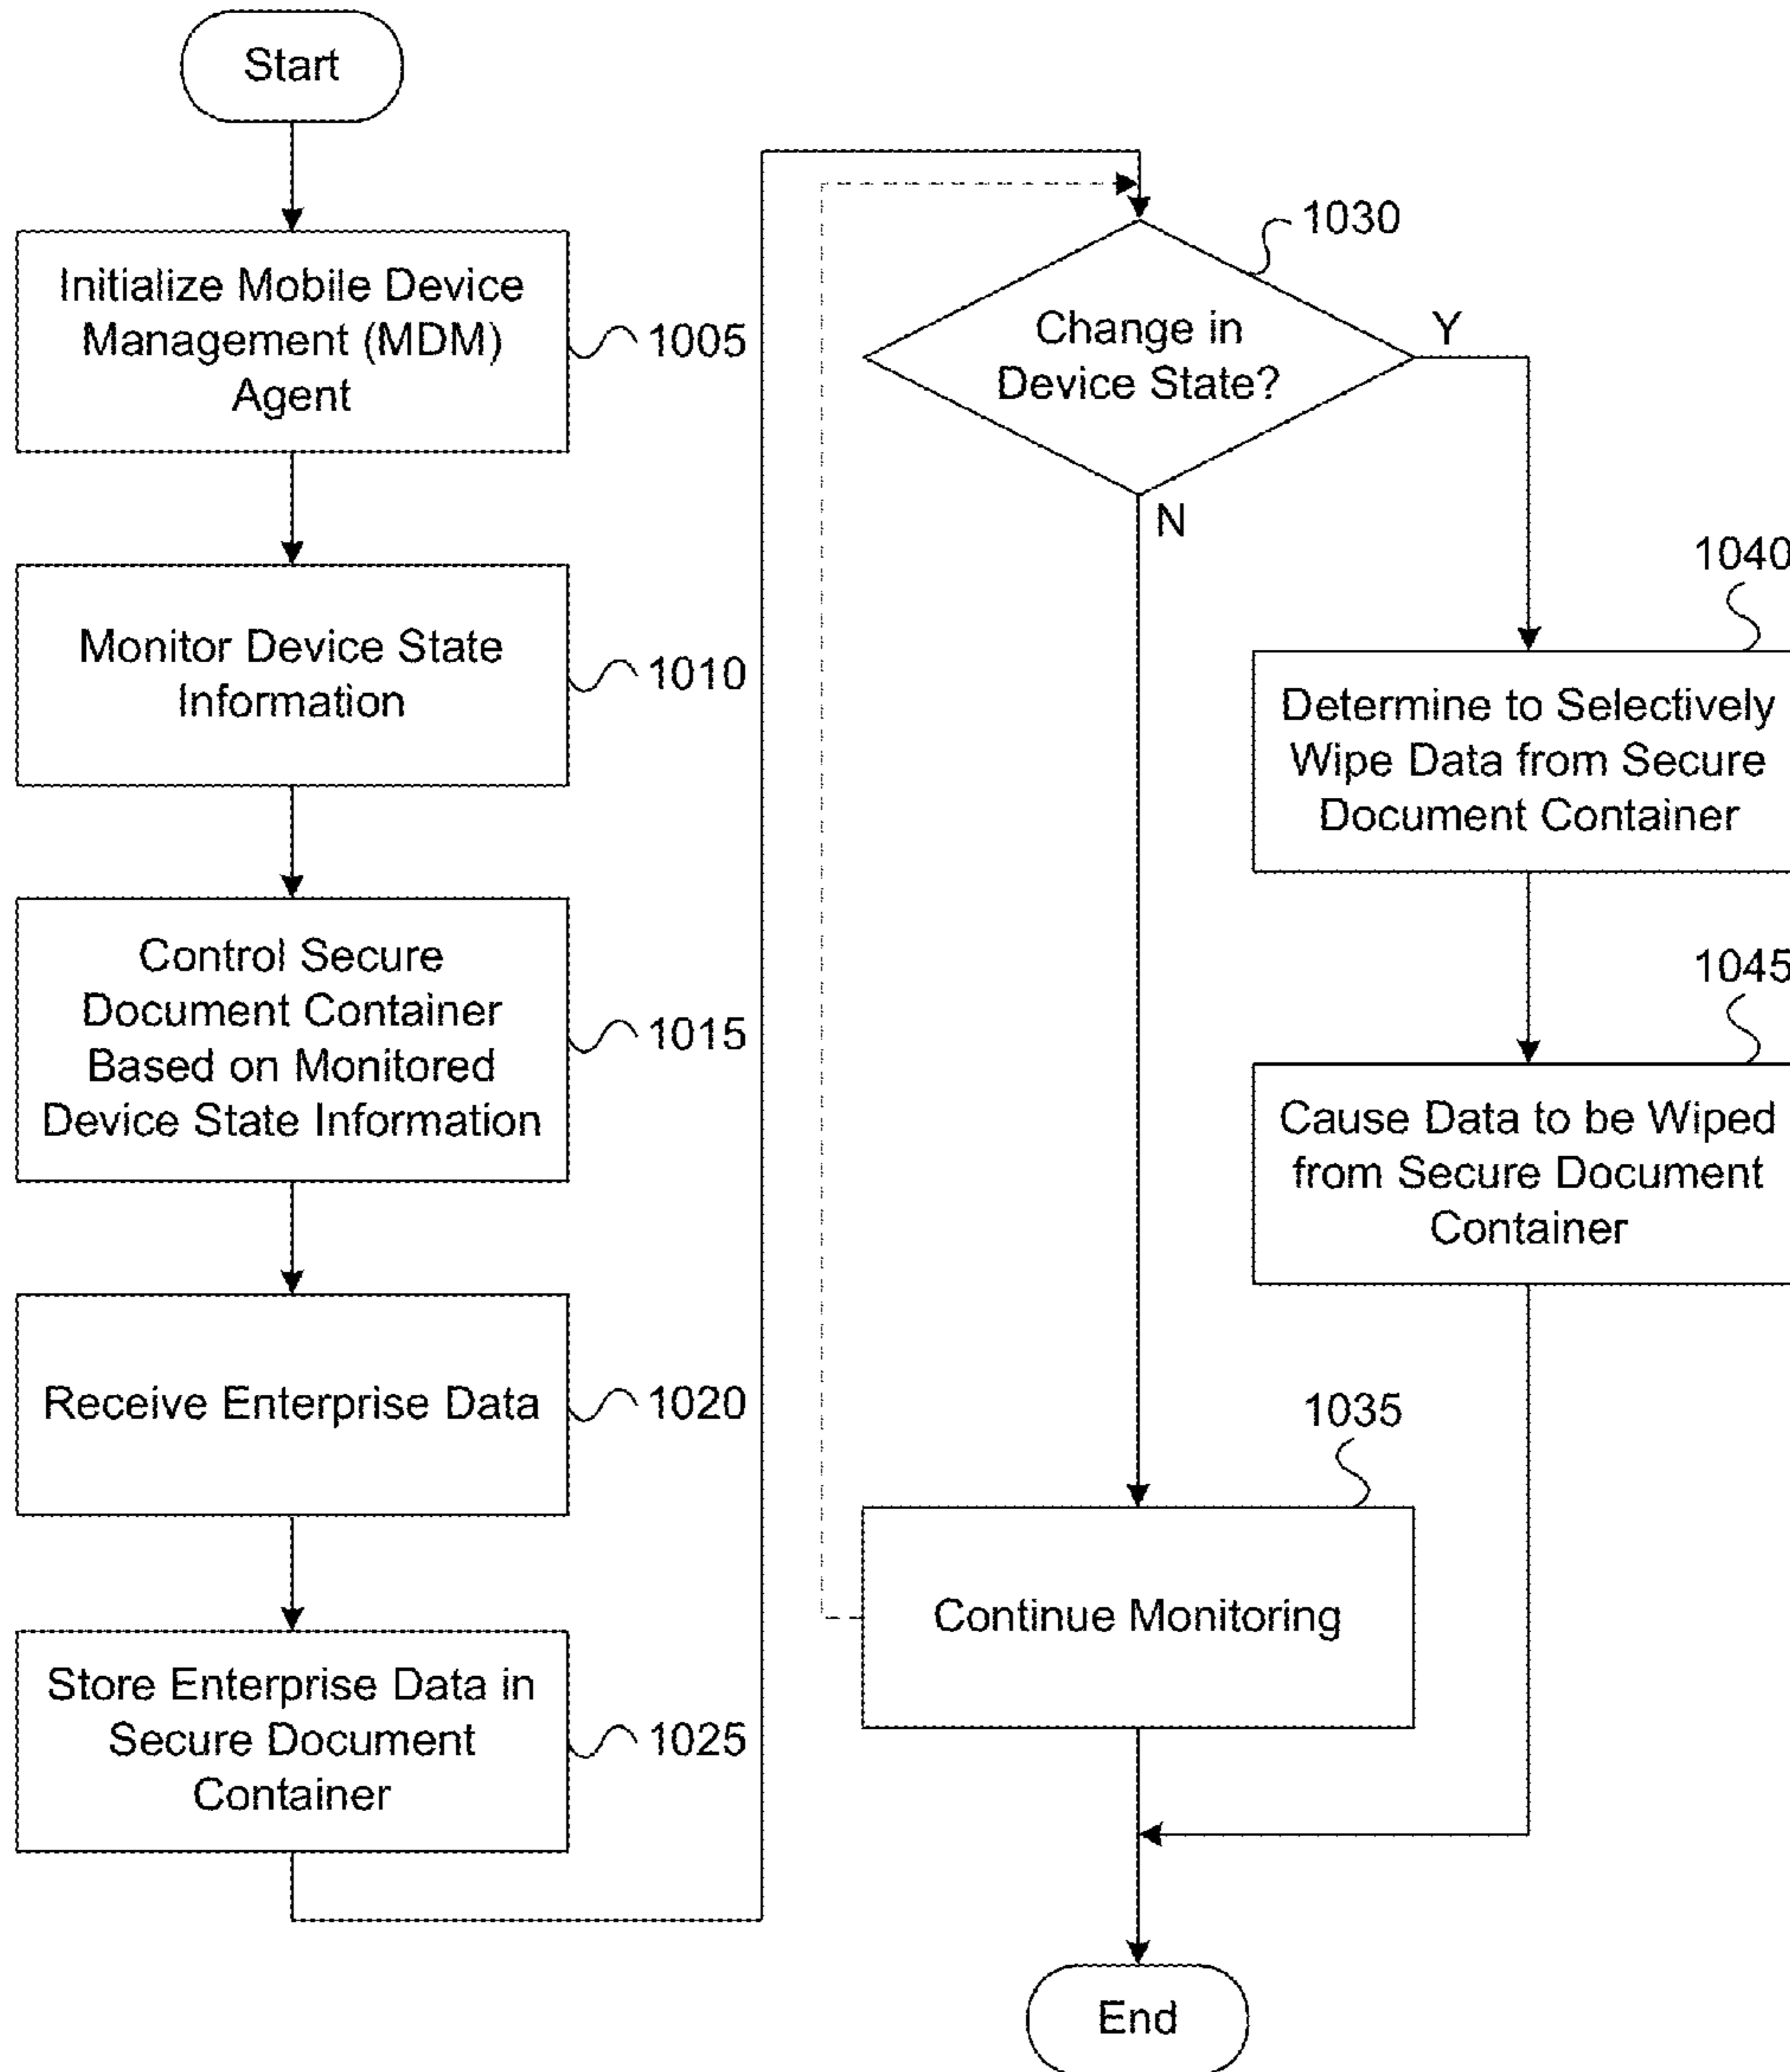 Start
Initialize Mobile Device
Management (MDM)
Agent
1005
Monitor Device State
Information
1010
Control Secure
Document Container
Based on Monitored
Device State Information
1015
Receive Enterprise Data
1020
Store Enterprise Data in
Secure Document
Container
1025
1030
Change in
Device State?
Y
N
1040
Determine to Selectively
Wipe Data from Secure
Document Container
1045
Cause Data to be Wiped
from Secure Document
Container
1035
Continue Monitoring
End